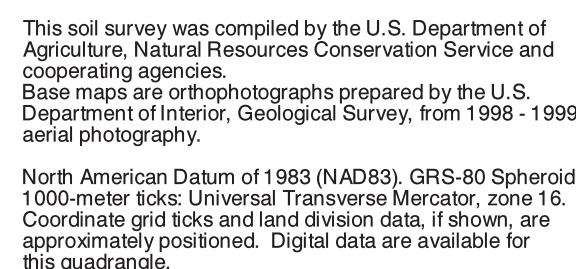 This soil survey was compiled by the U.S. Department of
Agriculture, Natural Resources Conservation Service and
cooperating agencies.
Base maps are orthophotographs prepared by the U.S.
Department of Interior, Geological Survey, from 1998 - 1999
aerial photography.

North American Datum of 1983 (NAD83). GRS-80 Spheroid
1000-meter ticks: Universal Transverse Mercator, zone 16.
Coordinate grid ticks and land division data, if shown, are
approximately positioned. Digital data are available for
this quadrangle.